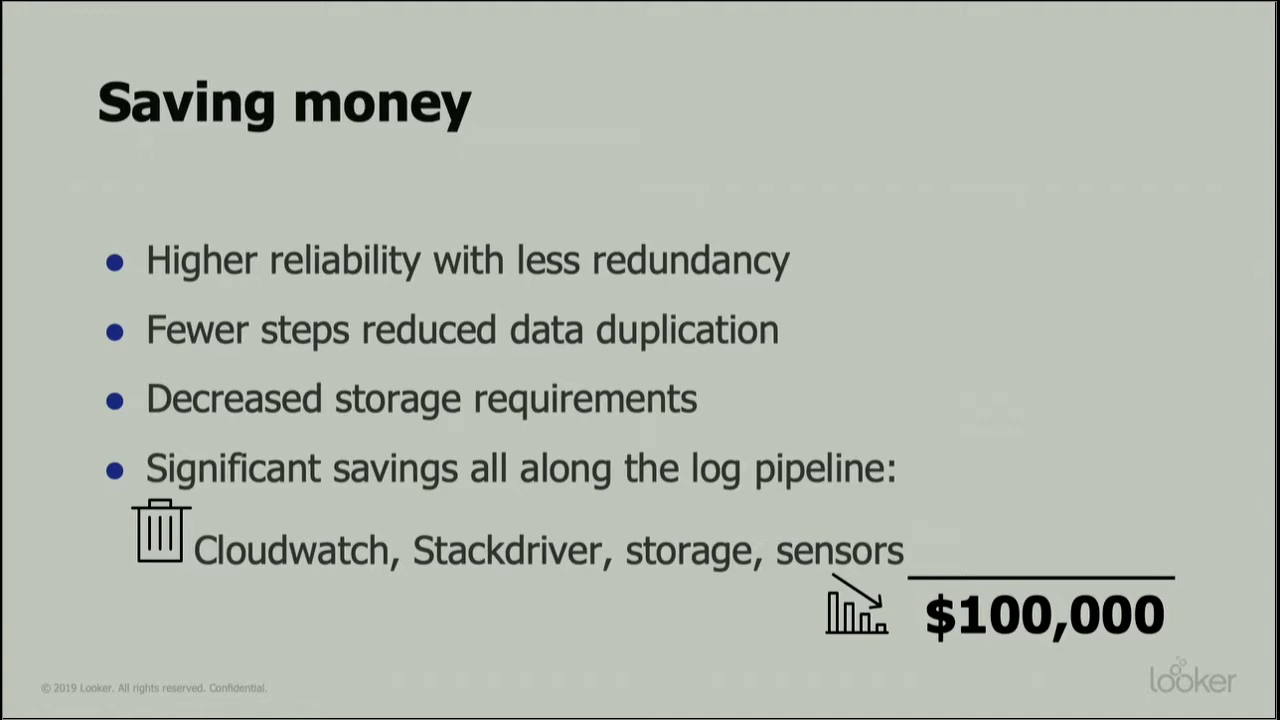 Saving money
● Higher reliability with less redundancy
● Fewer steps reduced data duplication
● Decreased storage requirements
● Significant savings all along the log pipeline:
Cloudwatch, Stackdriver, storage, sensors
$100,000
© 2019 Looker. All rights reserved. Confidential.
looker